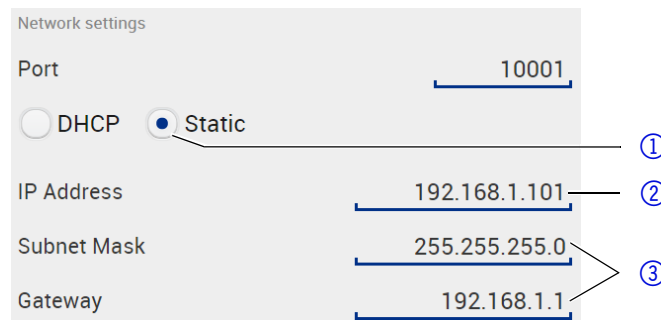 Network settings
Port 10001
DHCP Static
①
IP Address 192.168.1.101
②
Subnet Mask 255.255.255.0
③
Gateway 192.168.1.1